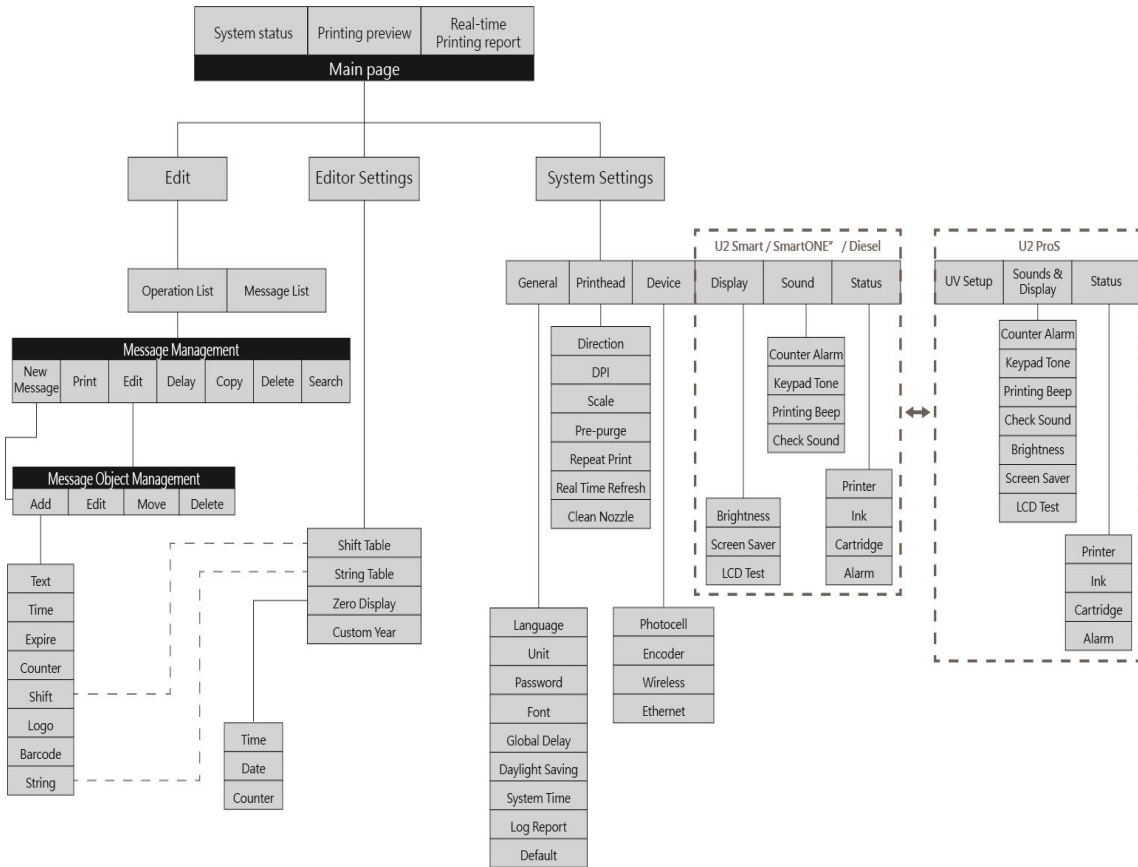 System status
Printing preview
Real-time
Printing report
Main page
Edit
Editor Settings
System Settings
Operation List
Message List
Message Management
New
Message
Print
Edit
Delay
Copy
Delete
Search
Message Object Management
Add
Edit
Move
Delete
Text
Time
Expire
Counter
Shift
Logo
Barcode
String
Shift Table
String Table
Zero Display
Custom Year
Time
Date
Counter
General
Printhead
Device
U2 Smart / SmartONE" / Diesel
Display
Sound
Status
Direction
DPI
Scale
Pre-purge
Repeat Print
Real Time Refresh
Clean Nozzle
Language
Unit
Password
Font
Global Delay
Daylight Saving
System Time
Log Report
Default
Photocell
Encoder
Wireless
Ethernet
Brightness
Screen Saver
LCD Test
Counter Alarm
Keypad Tone
Printing Beep
Check Sound
Printer
Ink
Cartridge
Alarm
U2 ProS
UV Setup
Sounds &
Display
Status
Counter Alarm
Keypad Tone
Printing Beep
Check Sound
Brightness
Screen Saver
LCD Test
Printer
Ink
Cartridge
Alarm